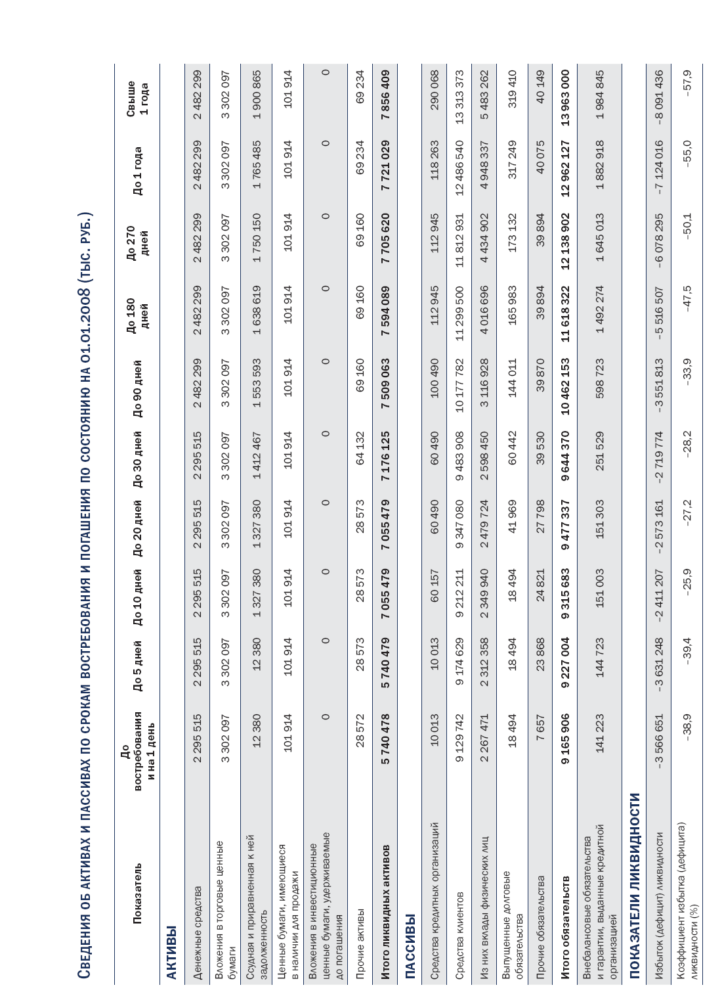 Сведения об активах и пассивах по срокам востребования и погашения по состоянию на 01.01.2008 (тыс. руб.)
Показатель До востребования и на 1 день До 5 дней До 10 дней До 20 дней До 30 дней До 90 дней До 180 дней До 270 дней До 1 года Свыше 1 года
АКТИВЫ
Денежные средства 2 295 515 2 295 515 2 295 515 2 295 515 2 295 515 2 482 299 2 482 299 2 482 299 2 482 299 2 482 299
Вложения в торговые ценные
бумаги 3 302 097 3 302 097 3 302 097 3 302 097 3 302 097 3 302 097 3 302 097 3 302 097 3 302 097 3 302 097
Ссудная и приравненная к ней
задолженность 12 380 12 380 1 327 380 1 327 380 1 412 467 1 553 593 1 638 619 1 750 150 1 765 485 1 900 865
Ценные бумаги, имеющиеся
в наличии для продажи 101 914 101 914 101 914 101 914 101 914 101 914 101 914 101 914 101 914 101 914
Вложения в инвестиционные
ценные бумаги, удерживаемые
до погашения 0 0 0 0 0 0 0 0 0 0
Прочие активы 28 572 28 573 28 573 28 573 64 132 69 160 69 160 69 160 69 234 69 234
Итого ликвидных активов 5 740 478 5 740 479 7 055 479 7 055 479 7 176 125 7 509 063 7 594 089 7 705 620 7 721 029 7 856 409
ПАССИВЫ
Средства кредитных организаций 10 013 10 013 60 157 60 490 60 490 100 490 112 945 112 945 118 263 290 068
Средства клиентов 9 129 742 9 174 629 9 212 211 9 347 080 9 483 908 10 177 782 11 299 500 11 812 931 12 486 540 13 313 373
Из них вклады физических лиц 2 267 471 2 312 358 2 349 940 2 479 724 2 598 450 3 116 928 4 016 696 4 434 902 4 948 337 5 483 262
Выпущенные долговые
обязательства 18 494 18 494 18 494 41 969 60 442 144 011 165 983 173 132 317 249 319 410
Прочие обязательства 7 657 23 868 24 821 27 798 39 530 39 870 39 894 39 894 40 075 40 149
Итого обязательств 9 165 906 9 227 004 9 315 683 9 477 337 9 644 370 10 462 153 11 618 322 12 138 902 12 962 127 13 963 000
Внебалансовые обязательства
и гарантии, выданные кредитной
организацией 141 223 144 723 151 003 151 303 251 529 598 723 1 492 274 1 645 013 1 882 918 1 984 845
ПОКАЗАТЕЛИ ЛИКВИДНОСТИ
Избыток (дефицит) ликвидности –3 566 651 –3 631 248 –2 411 207 –2 573 161 –2 719 774 –3 551 813 –5 516 507 –6 078 295 –7 124 016 –8 091 436
Коэффициент избытка (дефицита)
ликвидности (%) –38,9 –39,4 –25,9 –27,2 –28,2 –33,9 –47,5 –50,1 –55,0 –57,9